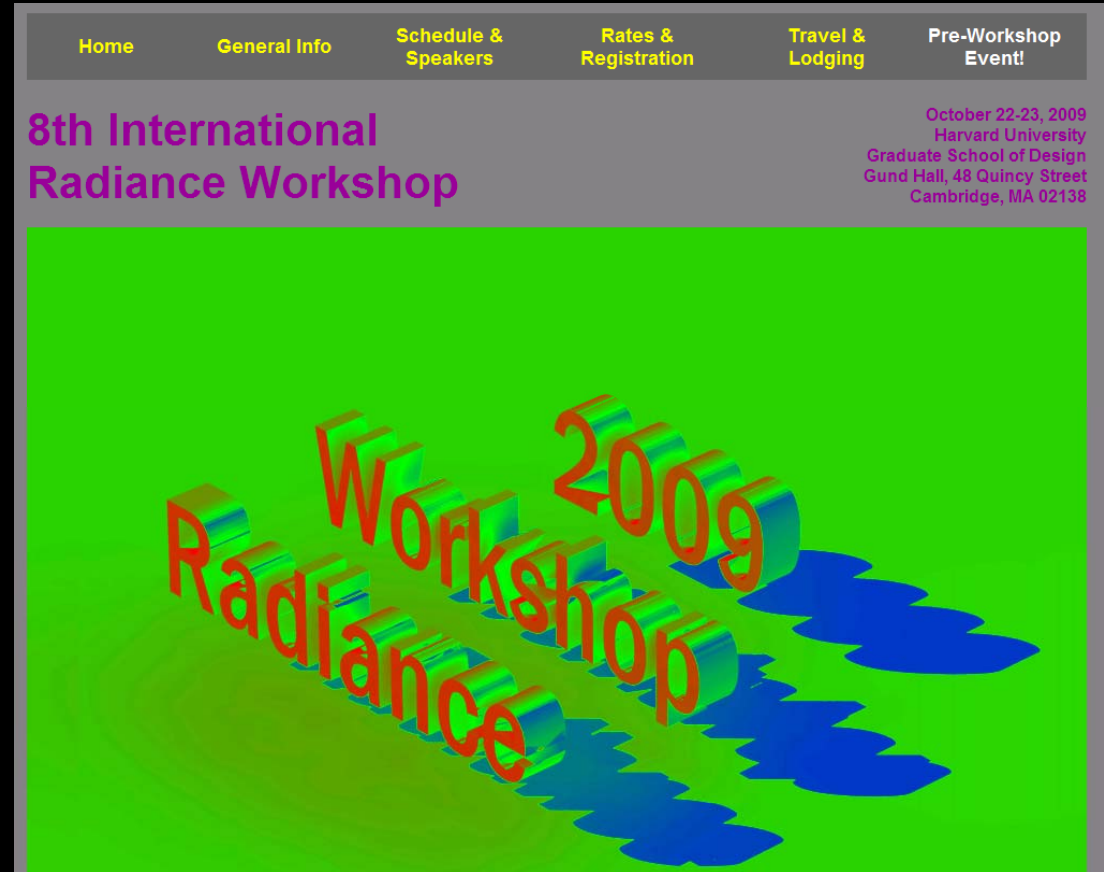 Home
General Info
Schedule &
Speakers
Rates &
Registration
Travel &
Lodging
Pre-Workshop
Event!
8th International
Radiance Workshop
October 22-23, 2009
Harvard University
Graduate School of Design
Gund Hall, 48 Quincy Street
Cambridge, MA 02138
Radiance
Workshop
2009